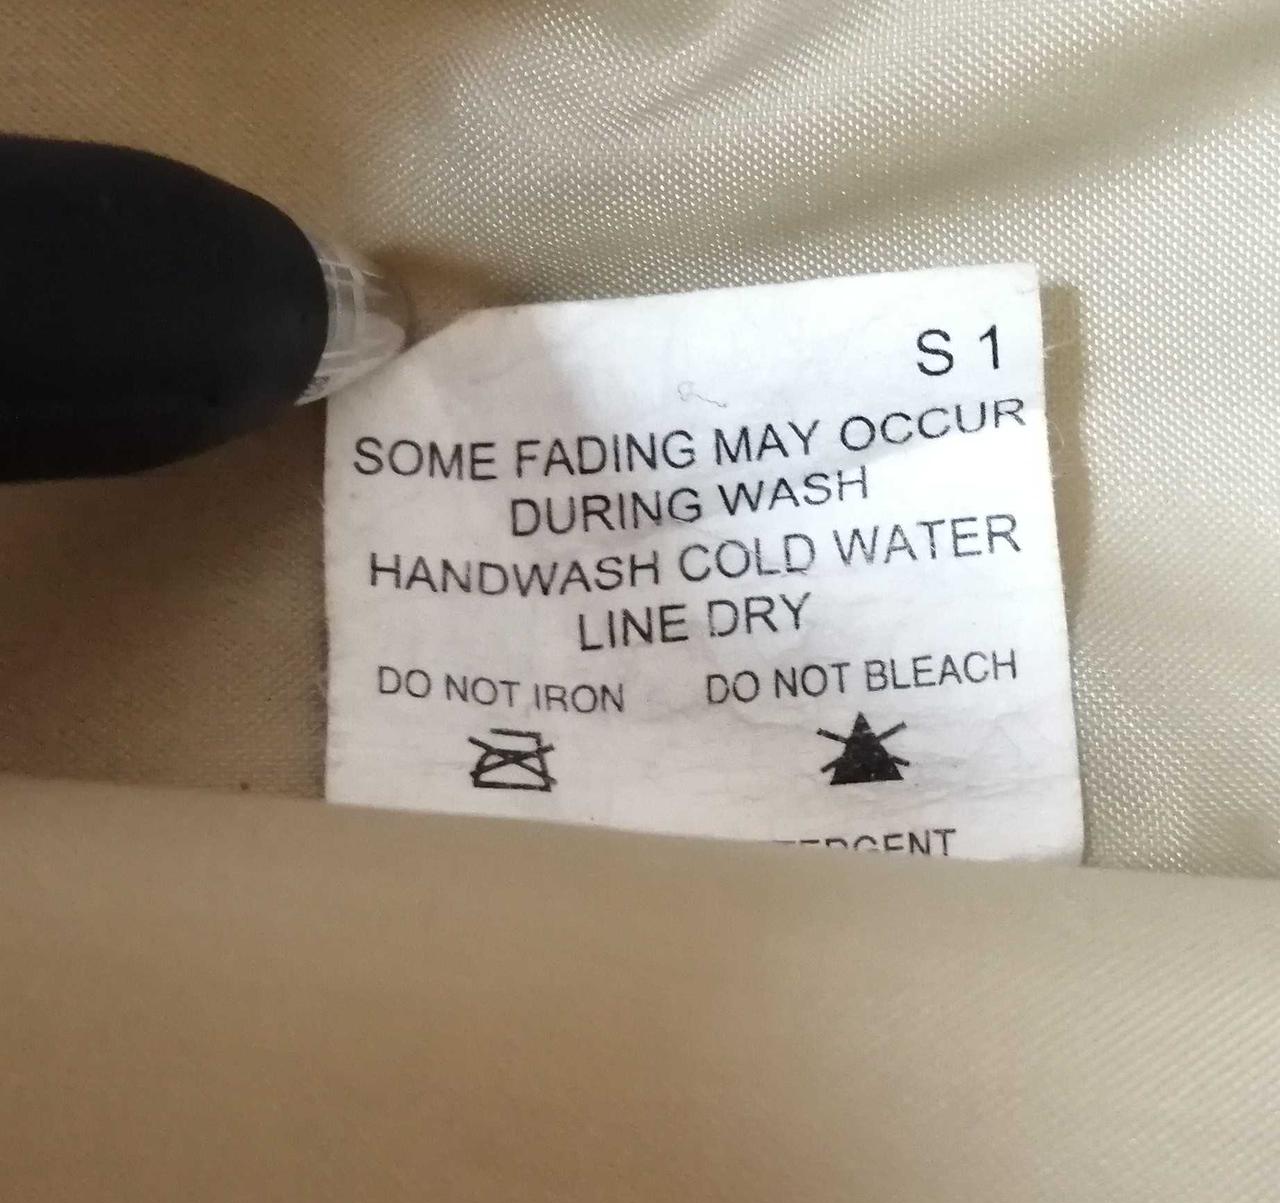 S 1
SOME FADING MAY OCCUR
DURING WASH
HANDWASH COLD WATER
LINE DRY
DO NOT IRON DO NOT BLEACH